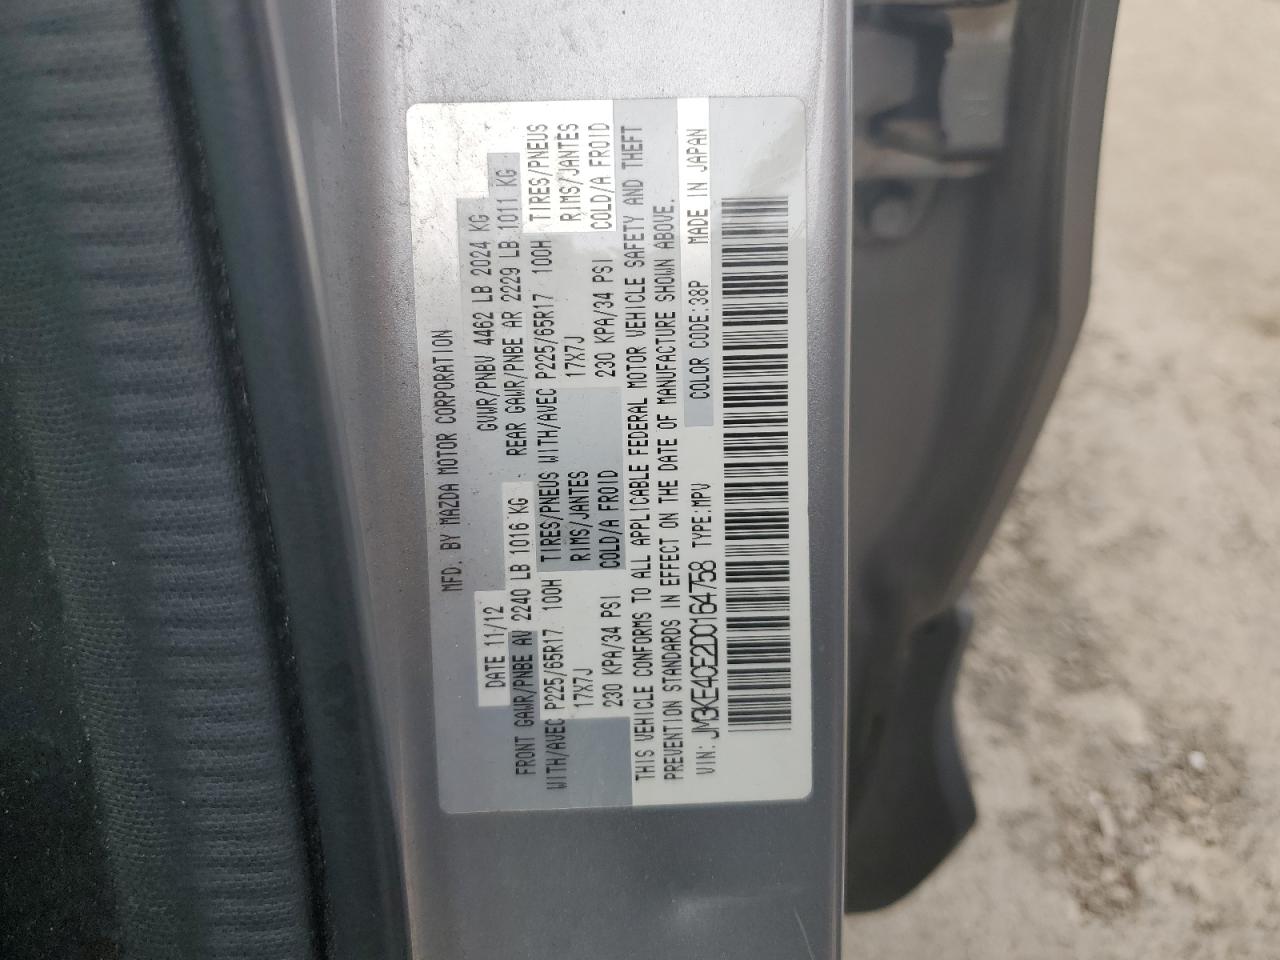 MFD. BY MAZDA MOTOR CORPORATION
DATE 11/12 GVWR/PNBV 4462 LB 2024 KG
FRONT GAWR/PNBE AV 2240 LB 1016 KG REAR GAWR/PNBE AR 2229 LB 1011 KG
WITH/AVEC P225/65R17 100H TIRES/PNEUS WITH/AVEC P225/65R17 100H TIRES/PNEUS
17X7J RIMS/JANTES 17X7J RIMS/JANTES
230 KPA/34 PSI COLD/A FROID 230 KPA/34 PSI COLD/A FROID
THIS VEHICLE CONFORMS TO ALL APPLICABLE FEDERAL MOTOR VEHICLE SAFETY AND THEFT
PREVENTION STANDARDS IN EFFECT ON THE DATE OF MANUFACTURE SHOWN ABOVE.
VIN: JM3KE4CE2D0164758 TYPE:MPV COLOR CODE:38P MADE IN JAPAN